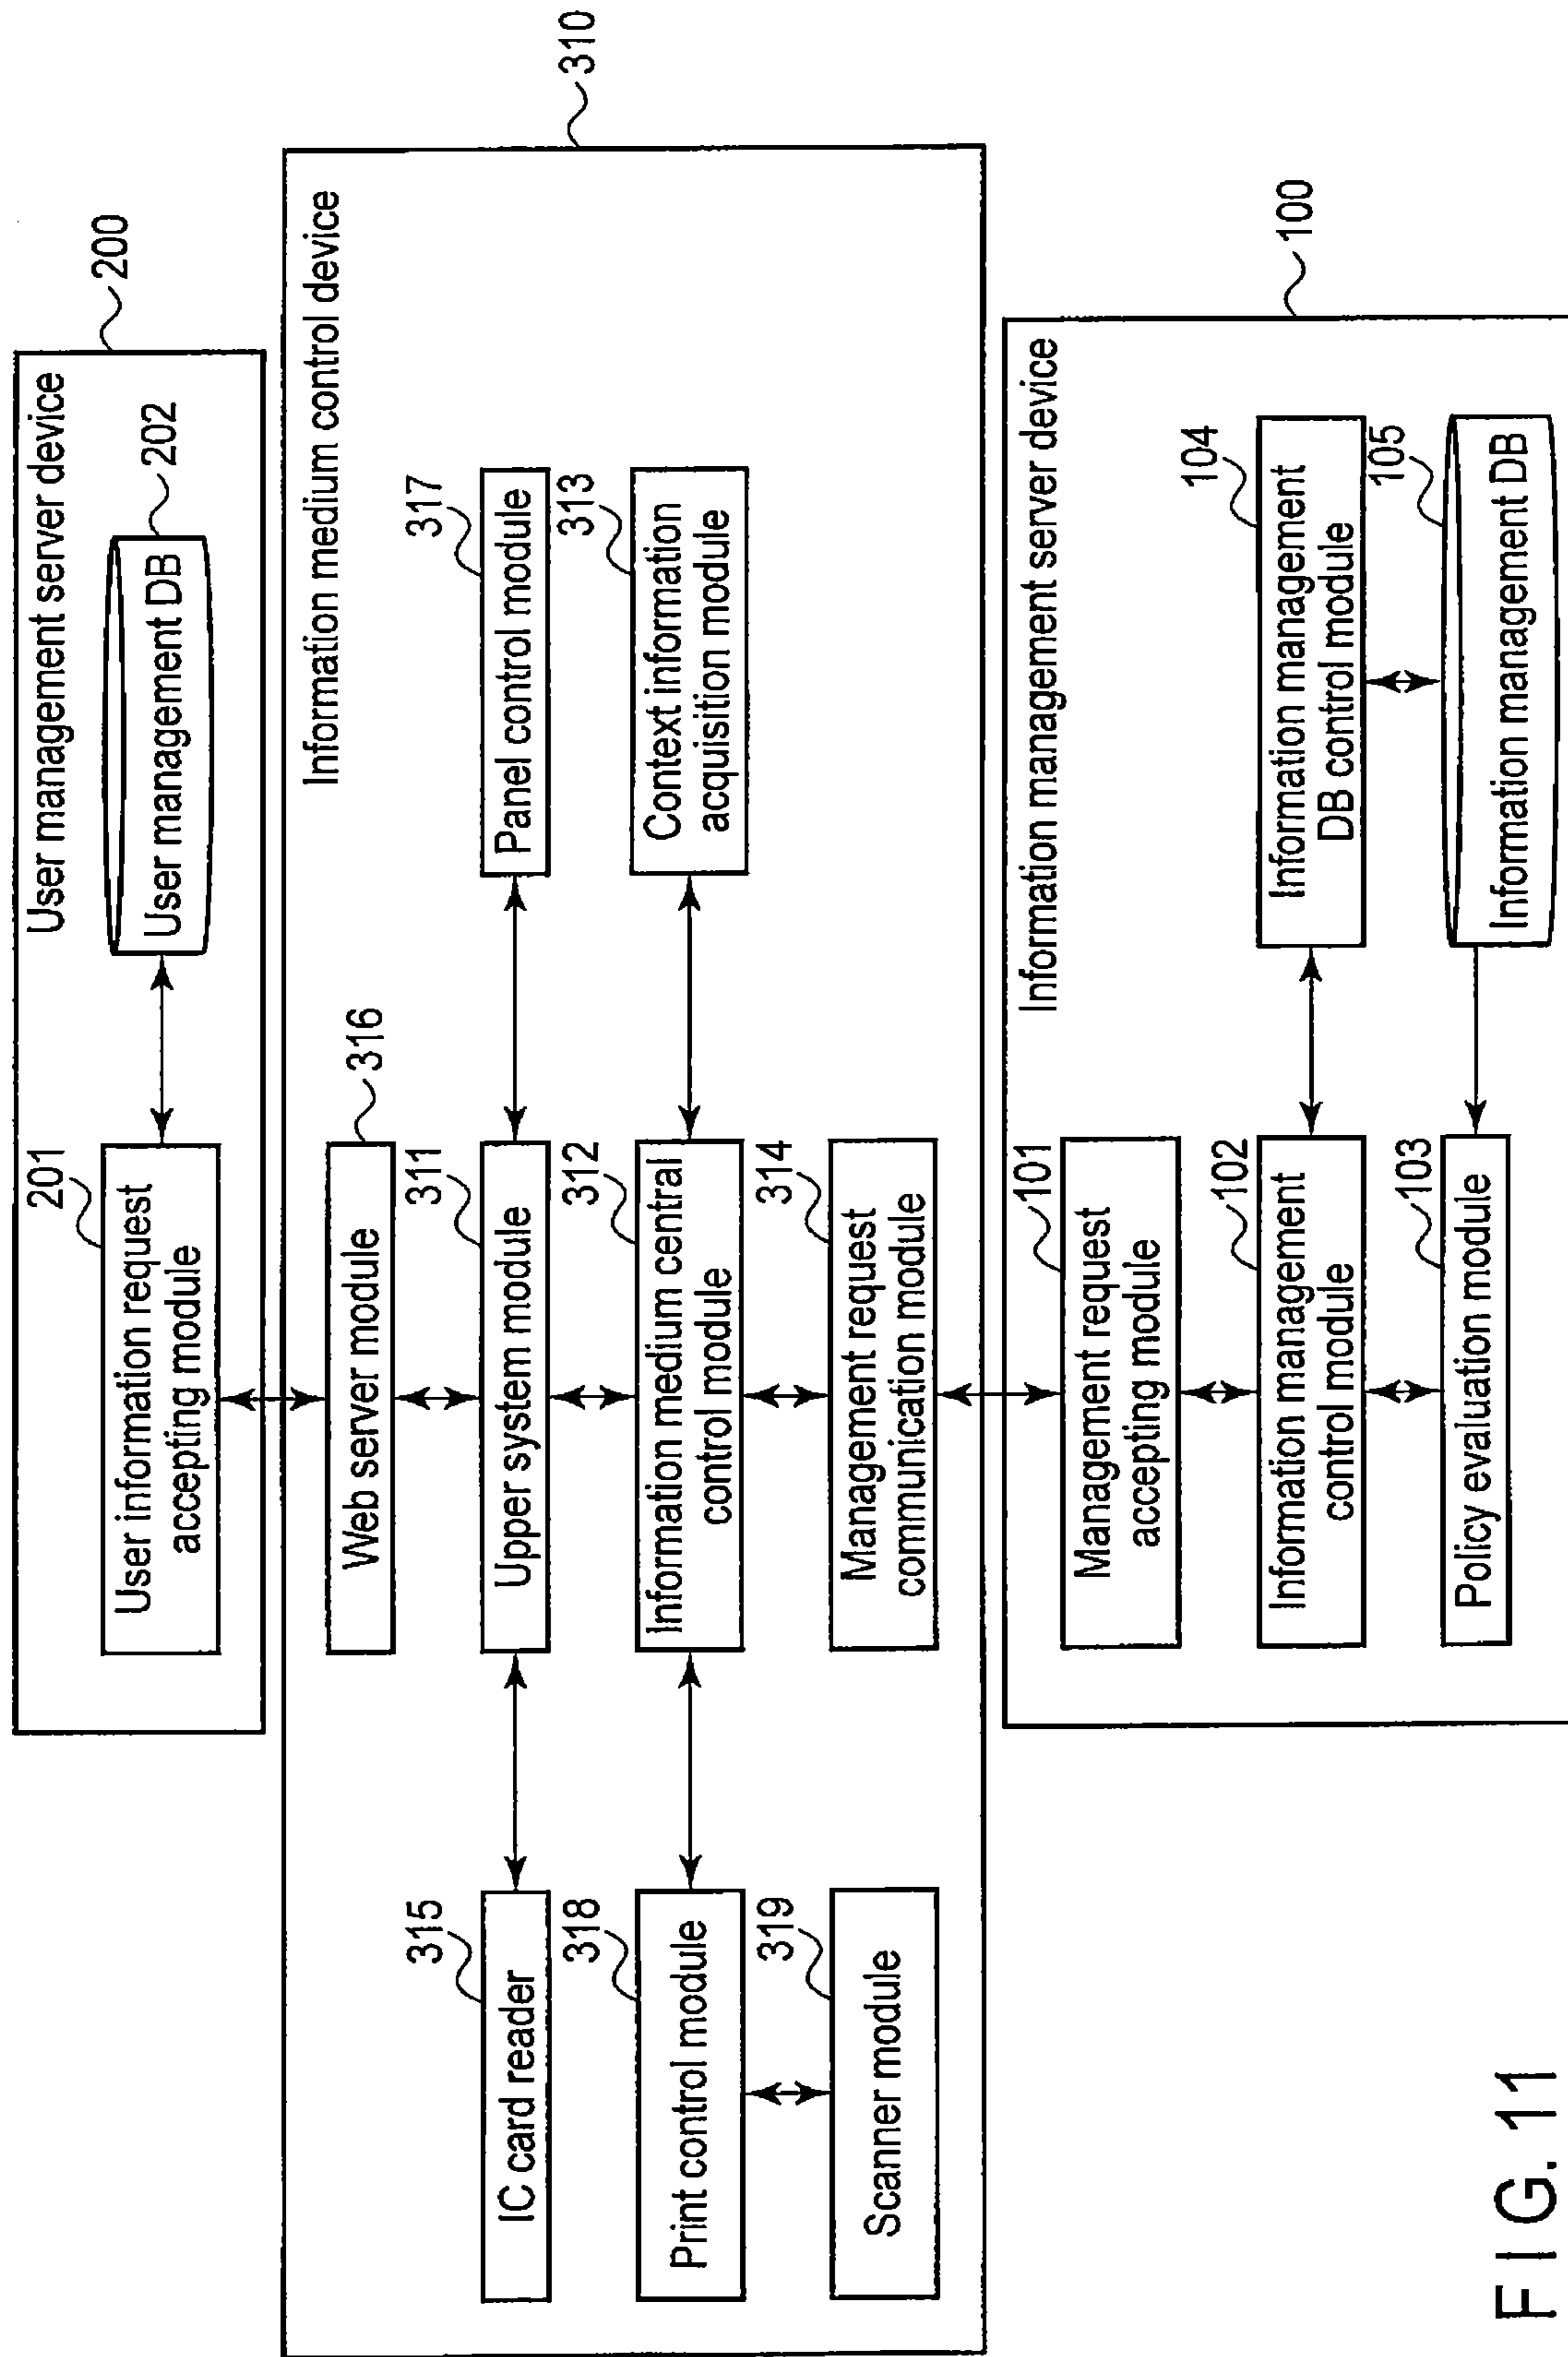 User management server device
200
201
User information request
accepting module
202
User management DB
310
Information medium control device
316
Web server module
315
IC card reader
311
Upper system module
317
Panel control module
318
Print control module
312
Information medium central
control module
313
Context information
acquisition module
319
Scanner module
314
Management request
communication module
100
Information management server device
101
Management request
accepting module
102
Information management
control module
104
Information management
DB control module
103
Policy evaluation module
105
Information management DB
FIG. 11